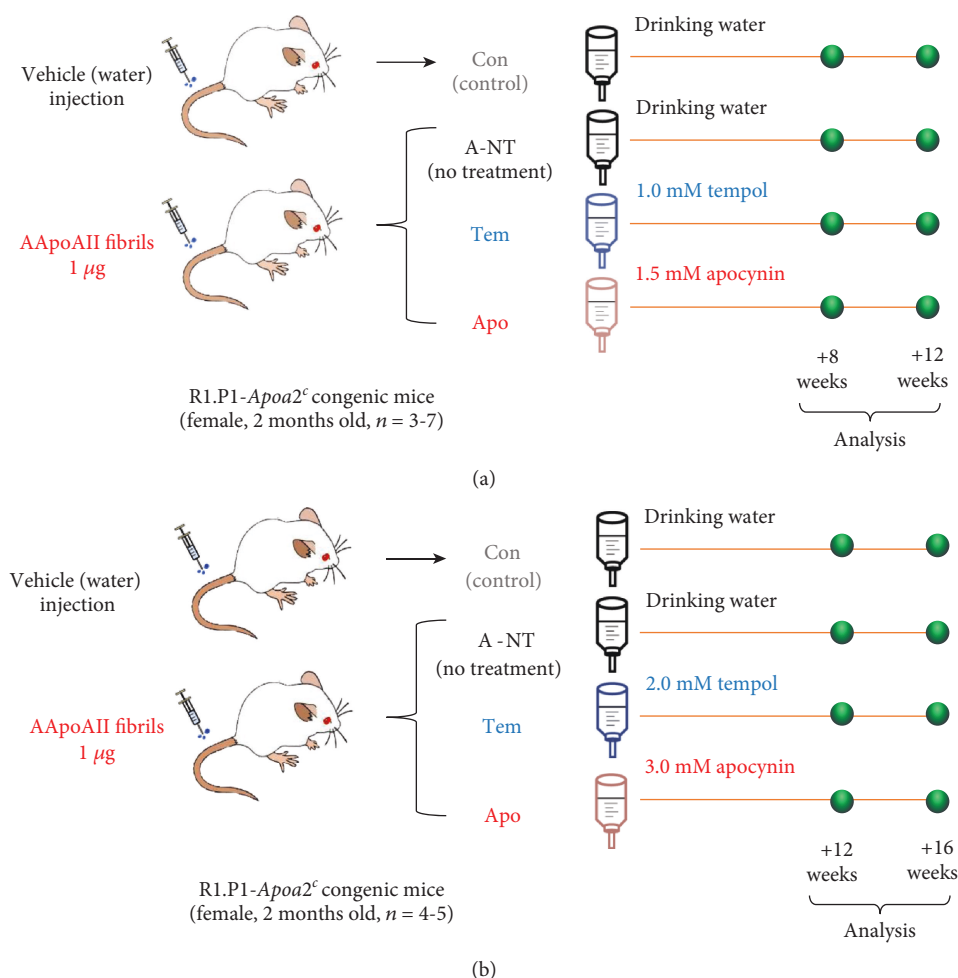 Vehicle (water)
injection
Con
(control)
Drinking water
Drinking water
A-NT
(no treatment)
AApoAII fibrils
1 μg
Tem
1.0 mM tempol
Apo
1.5 mM apocynin
R1.P1-Apoa2ᶜ congenic mice
(female, 2 months old, n = 3-7)
+8
weeks
+12
weeks
Analysis
(a)
Vehicle (water)
injection
Con
(control)
Drinking water
Drinking water
A -NT
(no treatment)
AApoAII fibrils
1 μg
Tem
2.0 mM tempol
Apo
3.0 mM apocynin
R1.P1-Apoa2ᶜ congenic mice
(female, 2 months old, n = 4-5)
+12
weeks
+16
weeks
Analysis
(b)